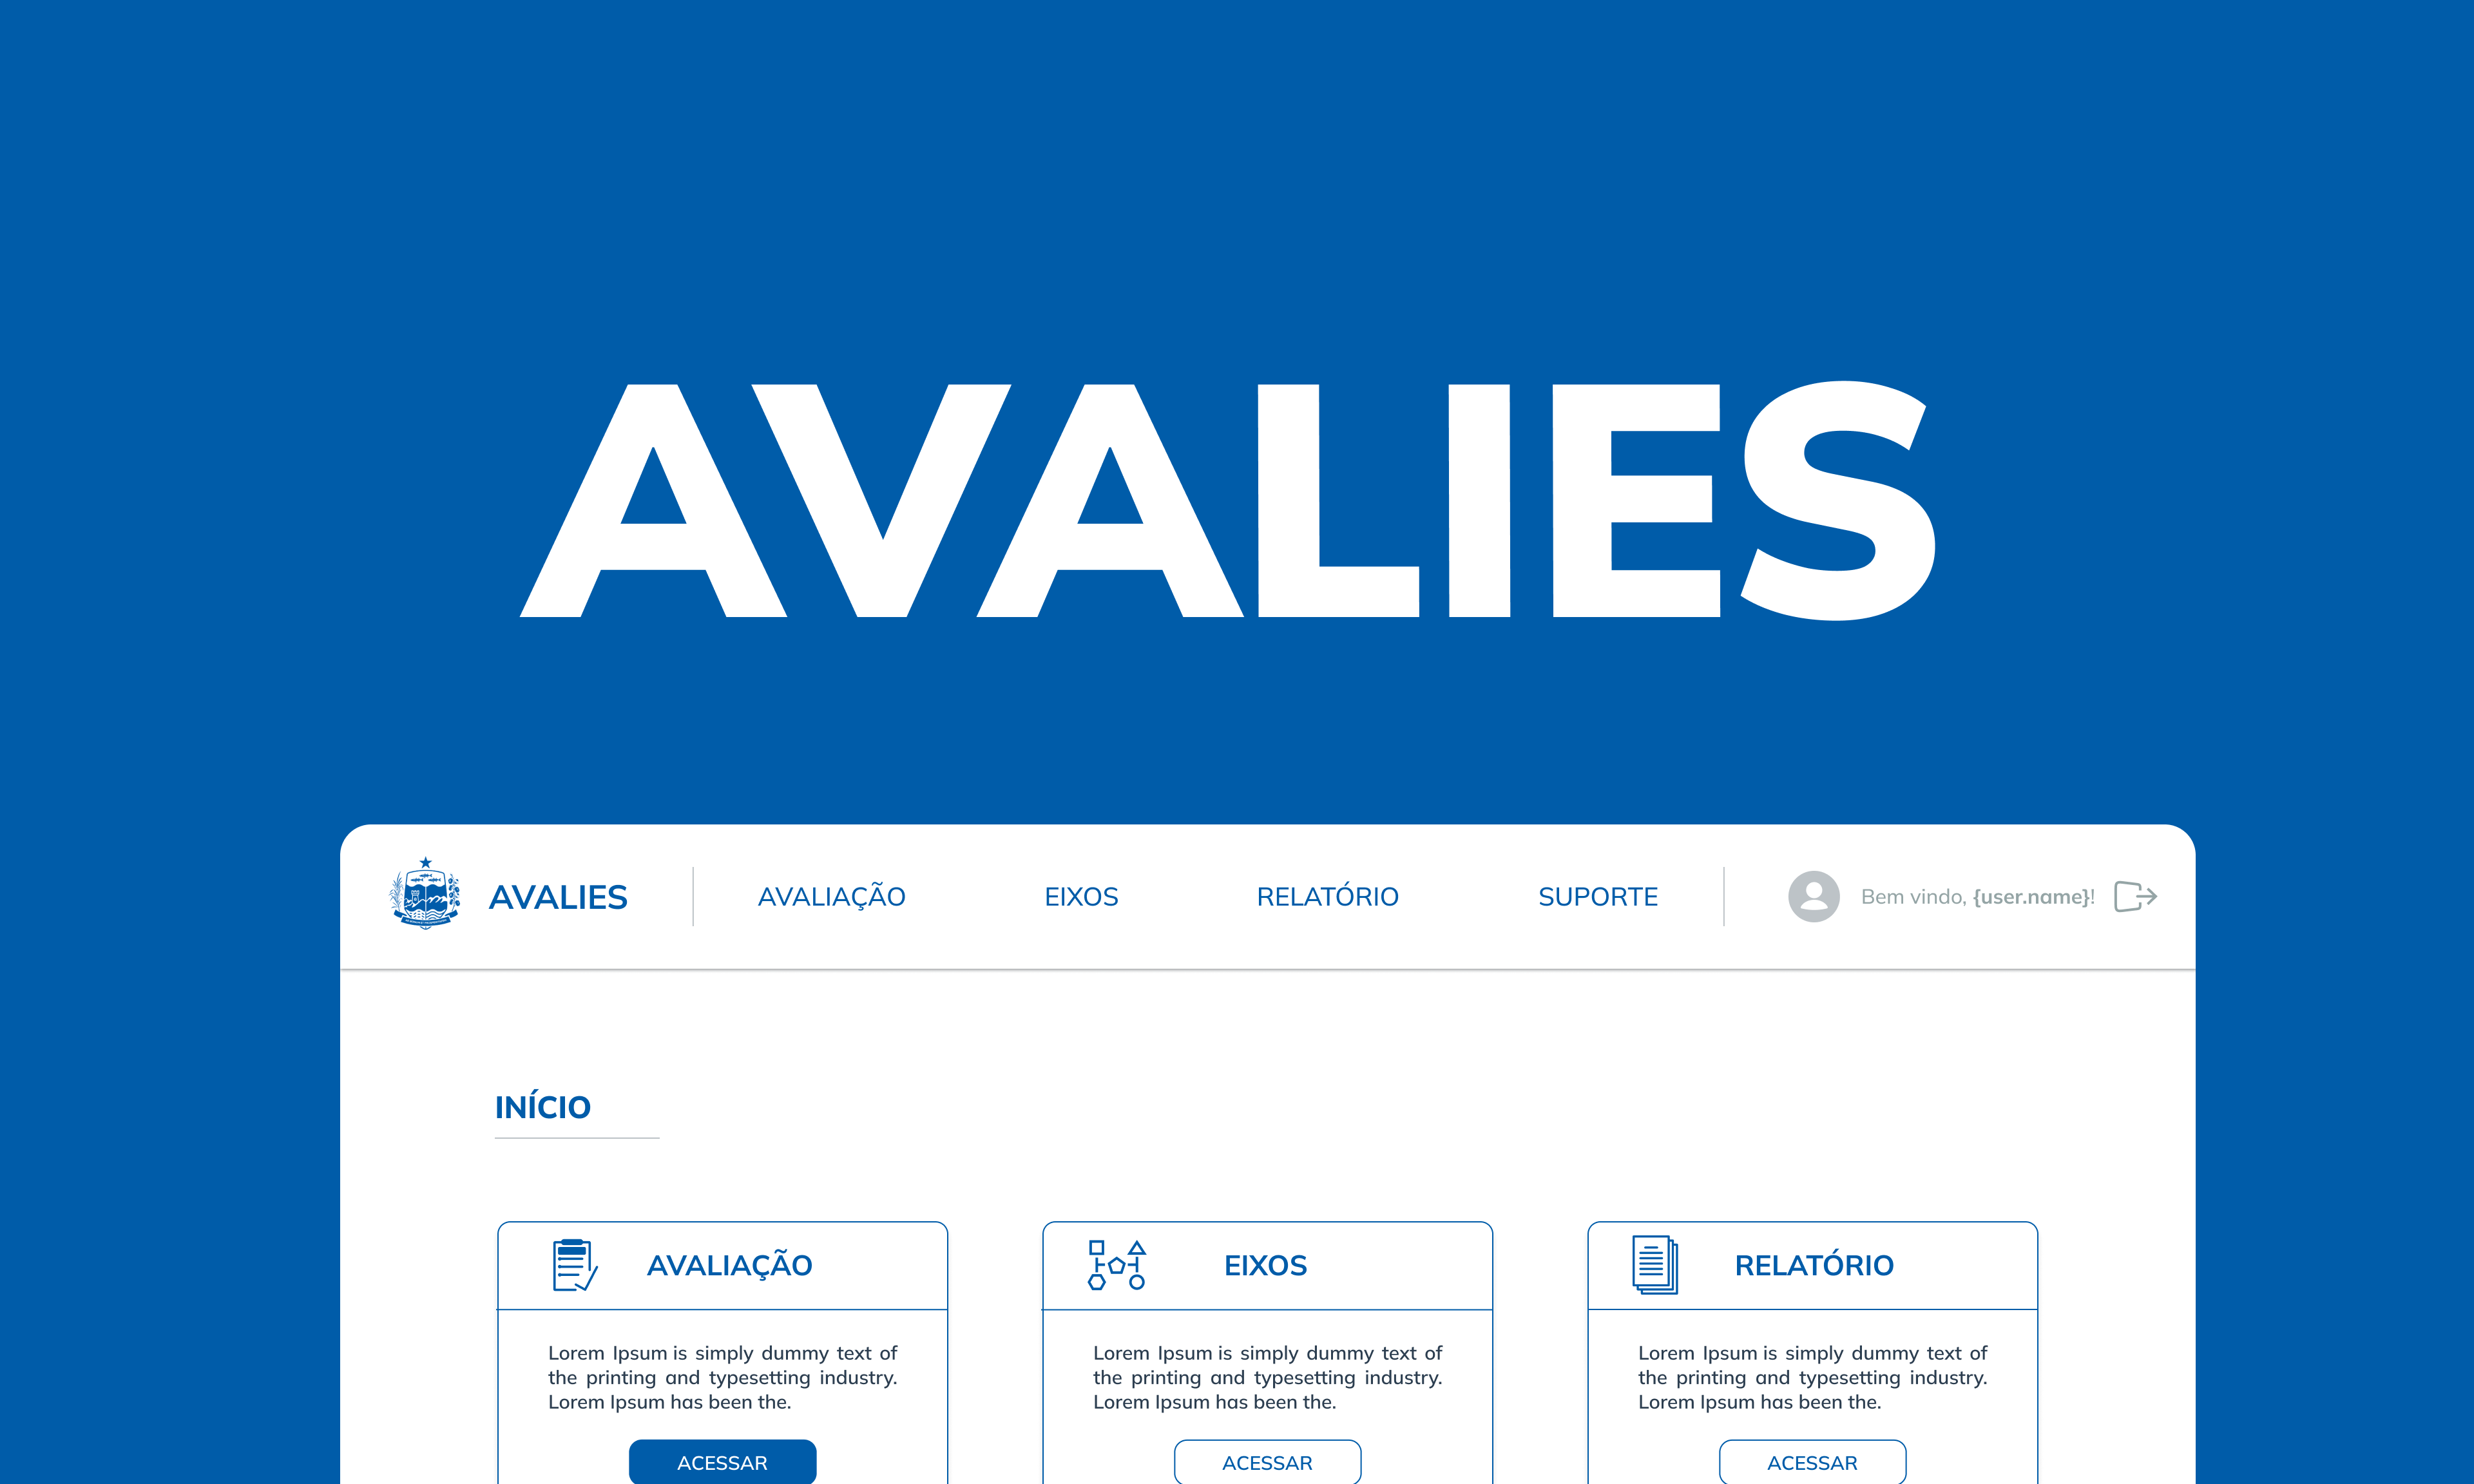 AVALIES
AVALIES
AVALIAÇÃO
EIXOS
RELATÓRIO
SUPORTE
Bem vindo, {user.name}!
INÍCIO
AVALIAÇÃO
Lorem Ipsum is simply dummy text of
the printing and typesetting industry.
Lorem Ipsum has been the.
ACESSAR
EIXOS
Lorem Ipsum is simply dummy text of
the printing and typesetting industry.
Lorem Ipsum has been the.
ACESSAR
RELATÓRIO
Lorem Ipsum is simply dummy text of
the printing and typesetting industry.
Lorem Ipsum has been the.
ACESSAR